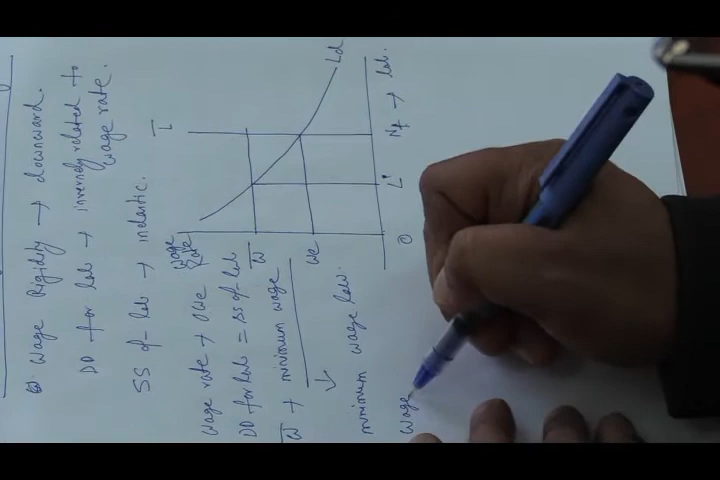 Wage Rigidity → downward.
DD for lab → inversely related to
wage rate.
SS of lab → inelastic.
Wage rate → OWe
DD for lab = SS of lab
W̅ → minimum wage
↓
minimum wage law.
Wage
Wage
Rate
L̅
Ld
W̅
We
O
L'
Nf → lab.